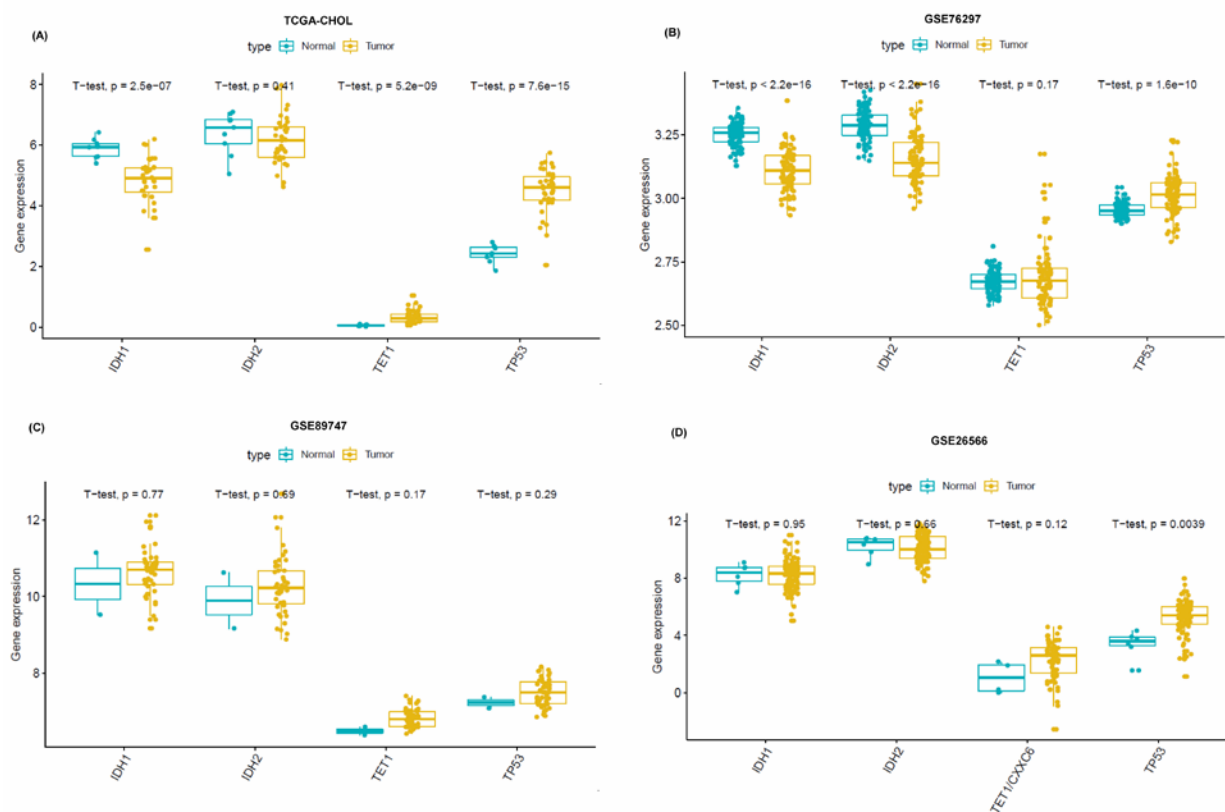 TCGA-CHOL
(A)
type Normal Tumor
T-test, p = 2.5e-07 T-test, p = 0.41 T-test, p = 5.2e-09 T-test, p = 7.6e-15
8
6
4
2
0
Gene expression
IDH1 IDH2 TET1 TP53
GSE76297
(B)
type Normal Tumor
T-test, p < 2.2e-16 T-test, p < 2.2e-16 T-test, p = 0.17 T-test, p = 1.6e-10
3.25
3.00
2.75
2.50
Gene expression
IDH1 IDH2 TET1 TP53
GSE89747
(C)
type Normal Tumor
T-test, p = 0.77 T-test, p = 0.69 T-test, p = 0.17 T-test, p = 0.29
12
10
8
Gene expression
IDH1 IDH2 TET1 TP53
GSE26566
(D)
type Normal Tumor
T-test, p = 0.95 T-test, p = 0.66 T-test, p = 0.12 T-test, p = 0.0039
12
8
4
0
Gene expression
IDH1 IDH2 TET1/CXXC6 TP53